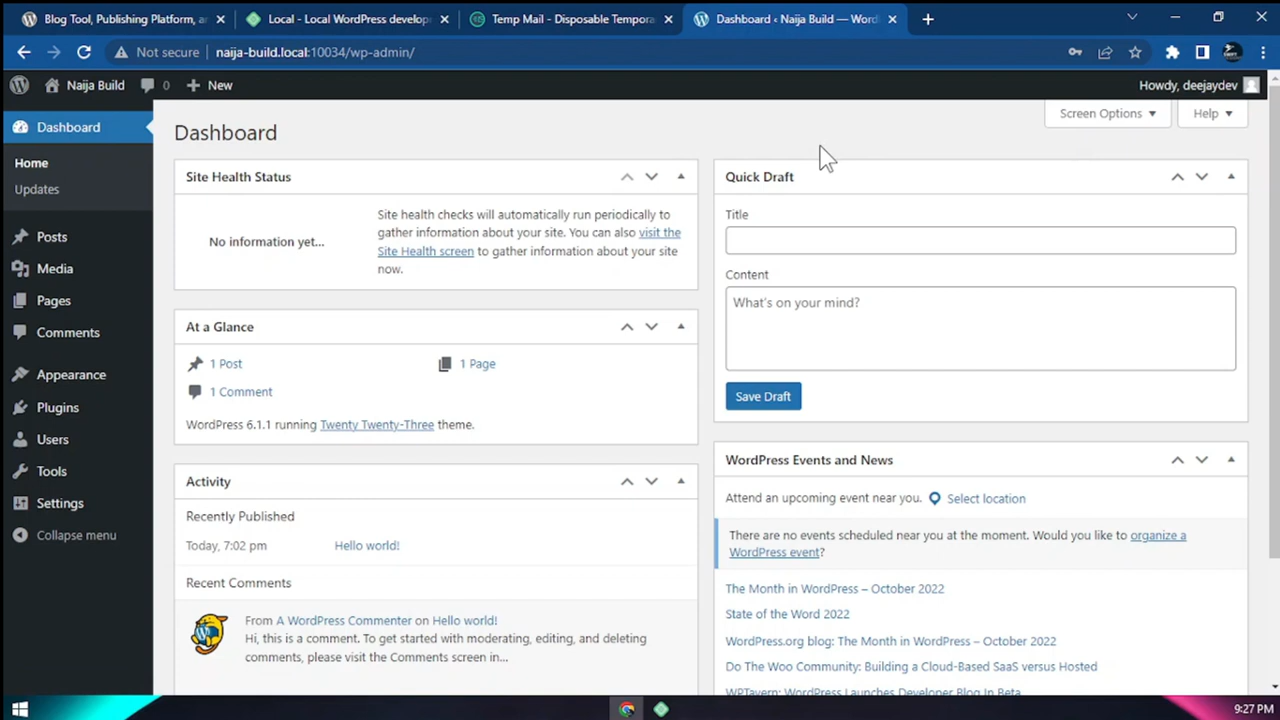 Blog Tool, Publishing Platform, a
Local - Local WordPress develop
Temp Mail - Disposable Tempora
Dashboard ‹ Naija Build — Word
Not secure
naija-build.local:10034/wp-admin/
Naija Build
0
New
Howdy, deejaydev
Dashboard
Home
Updates
Posts
Media
Pages
Comments
Appearance
Plugins
Users
Tools
Settings
Collapse menu
Screen Options
Help
Dashboard
Site Health Status
No information yet...
Site health checks will automatically run periodically to
gather information about your site. You can also visit the
Site Health screen to gather information about your site
now.
At a Glance
1 Post
1 Page
1 Comment
WordPress 6.1.1 running Twenty Twenty-Three theme.
Activity
Recently Published
Today, 7:02 pm
Hello world!
Recent Comments
From A WordPress Commenter on Hello world!
Hi, this is a comment. To get started with moderating, editing, and deleting
comments, please visit the Comments screen in...
Quick Draft
Title
Content
What's on your mind?
Save Draft
WordPress Events and News
Attend an upcoming event near you.
Select location
There are no events scheduled near you at the moment. Would you like to organize a
WordPress event?
The Month in WordPress – October 2022
State of the Word 2022
WordPress.org blog: The Month in WordPress – October 2022
Do The Woo Community: Building a Cloud-Based SaaS versus Hosted
WPTavern: WordPress Launches Developer Blog In Beta
9:27 PM